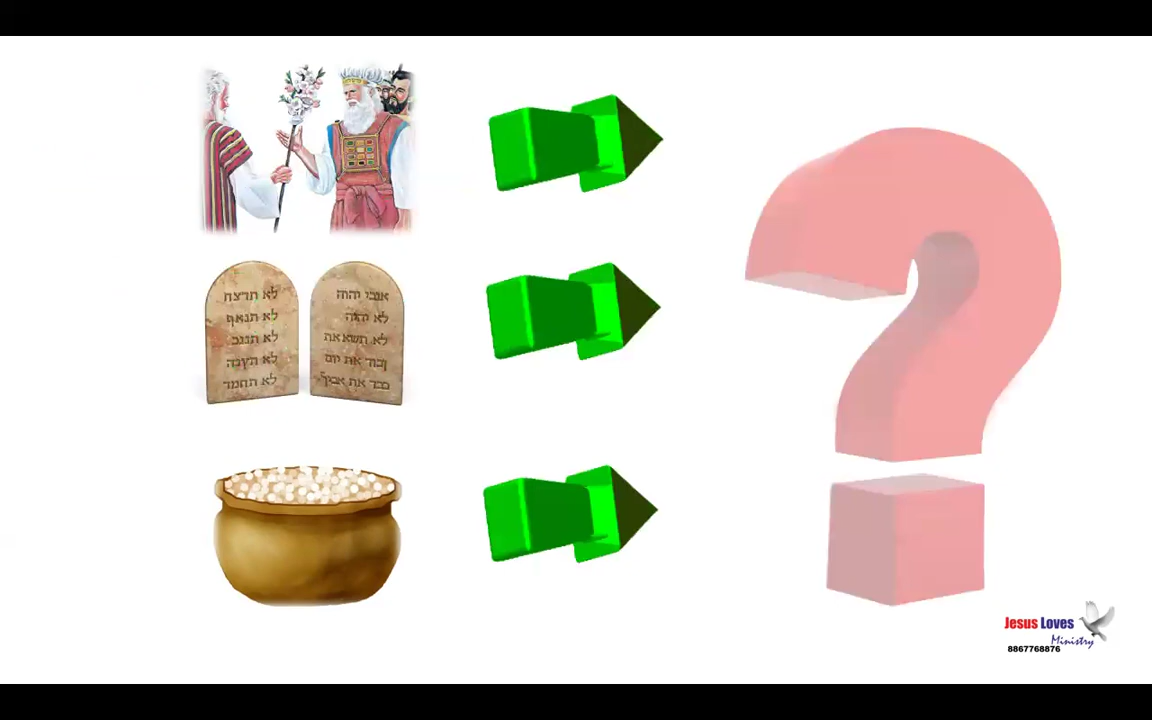 לא תרצח
לא תנאף
לא תגנב
לא תענה
לא תחמד
אנכי יהוה
לא יהיה
לא תשא את
זכור את יום
כבד את אביך
Jesus Loves
Ministry
8867768876